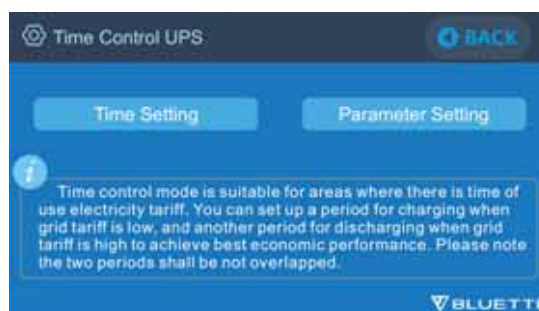 Time Control UPS
BACK
Time Setting
Parameter Setting
Time control mode is suitable for areas where there is time of
use electricity tariff. You can set up a period for charging when
grid tariff is low, and another period for discharging when grid
tariff is high to achieve best economic performance. Please note
the two periods shall be not overlapped.
BLUETTI